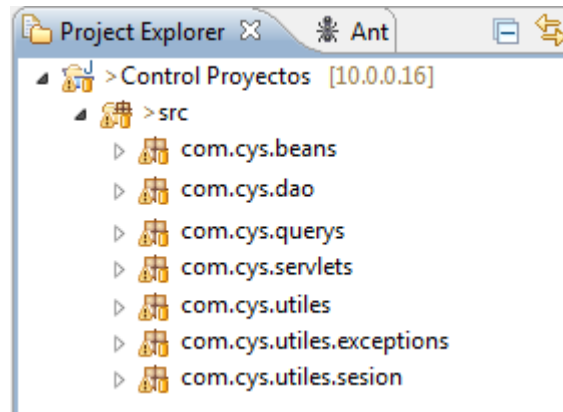 Project Explorer Ant
>Control Proyectos [10.0.0.16]
>src
com.cys.beans
com.cys.dao
com.cys.querys
com.cys.servlets
com.cys.utiles
com.cys.utiles.exceptions
com.cys.utiles.sesion